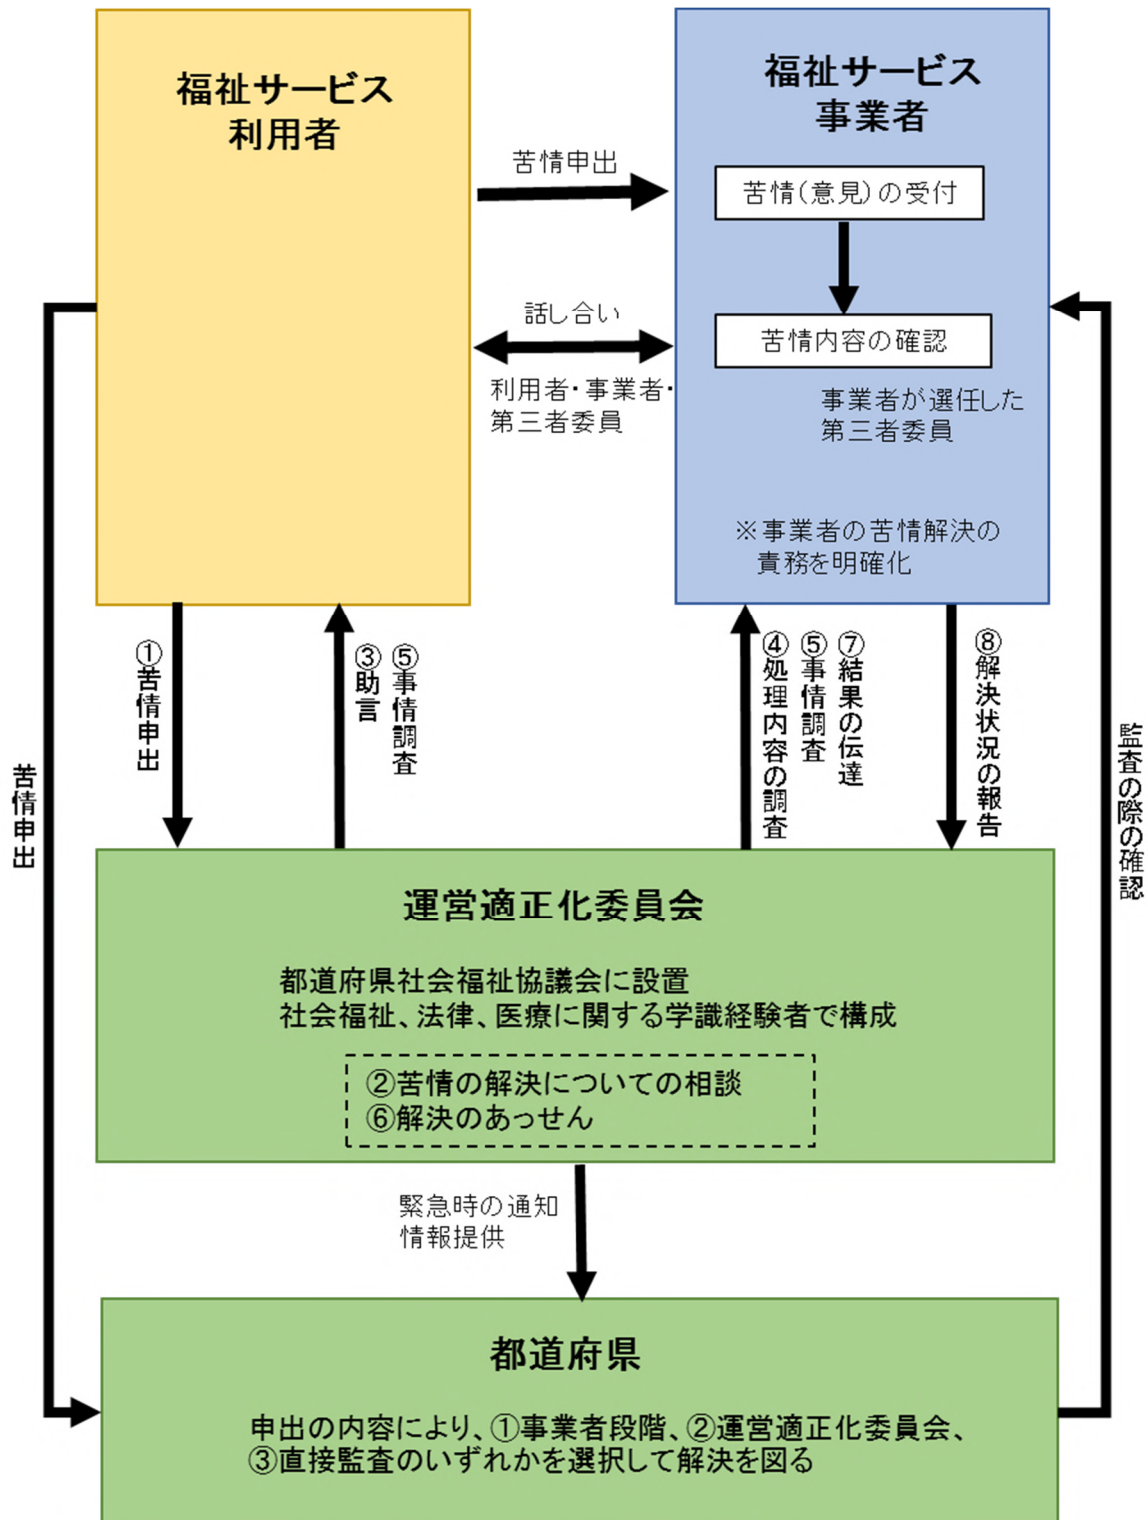 福祉サービス
利用者
福祉サービス
事業者
苦情申出
苦情(意見)の受付
話し合い
苦情内容の確認
利用者・事業者・
第三者委員
事業者が選任した
第三者委員
※事業者の苦情解決の
責務を明確化
①苦情申出
③助言
⑤事情調査
④処理内容の調査
⑤事情調査
⑦結果の伝達
⑧解決状況の報告
苦情申出
監査の際の確認
運営適正化委員会
都道府県社会福祉協議会に設置
社会福祉、法律、医療に関する学識経験者で構成
②苦情の解決についての相談
⑥解決のあっせん
緊急時の通知
情報提供
都道府県
申出の内容により、①事業者段階、②運営適正化委員会、
③直接監査のいずれかを選択して解決を図る